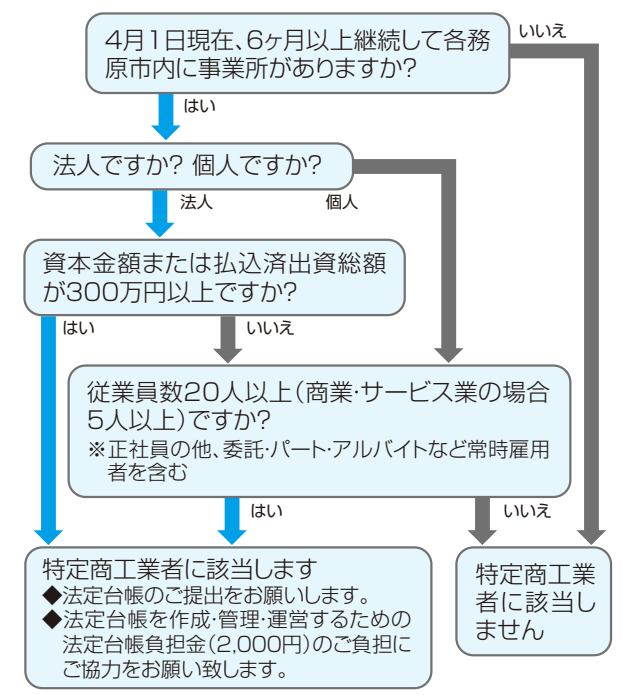 4月1日現在、6ヶ月以上継続して各務
原市内に事業所がありますか?
いいえ
はい
法人ですか? 個人ですか?
法人
個人
資本金額または払込済出資総額
が300万円以上ですか?
はい
いいえ
従業員数20人以上(商業・サービス業の場合
5人以上)ですか?
※正社員の他、委託・パート・アルバイトなど常時雇用
者を含む
はい
いいえ
特定商工業者に該当します
◆法定台帳のご提出をお願いします。
◆法定台帳を作成・管理・運営するための
法定台帳負担金(2,000円)のご負担に
ご協力をお願い致します。
特定商工業
者に該当し
ません